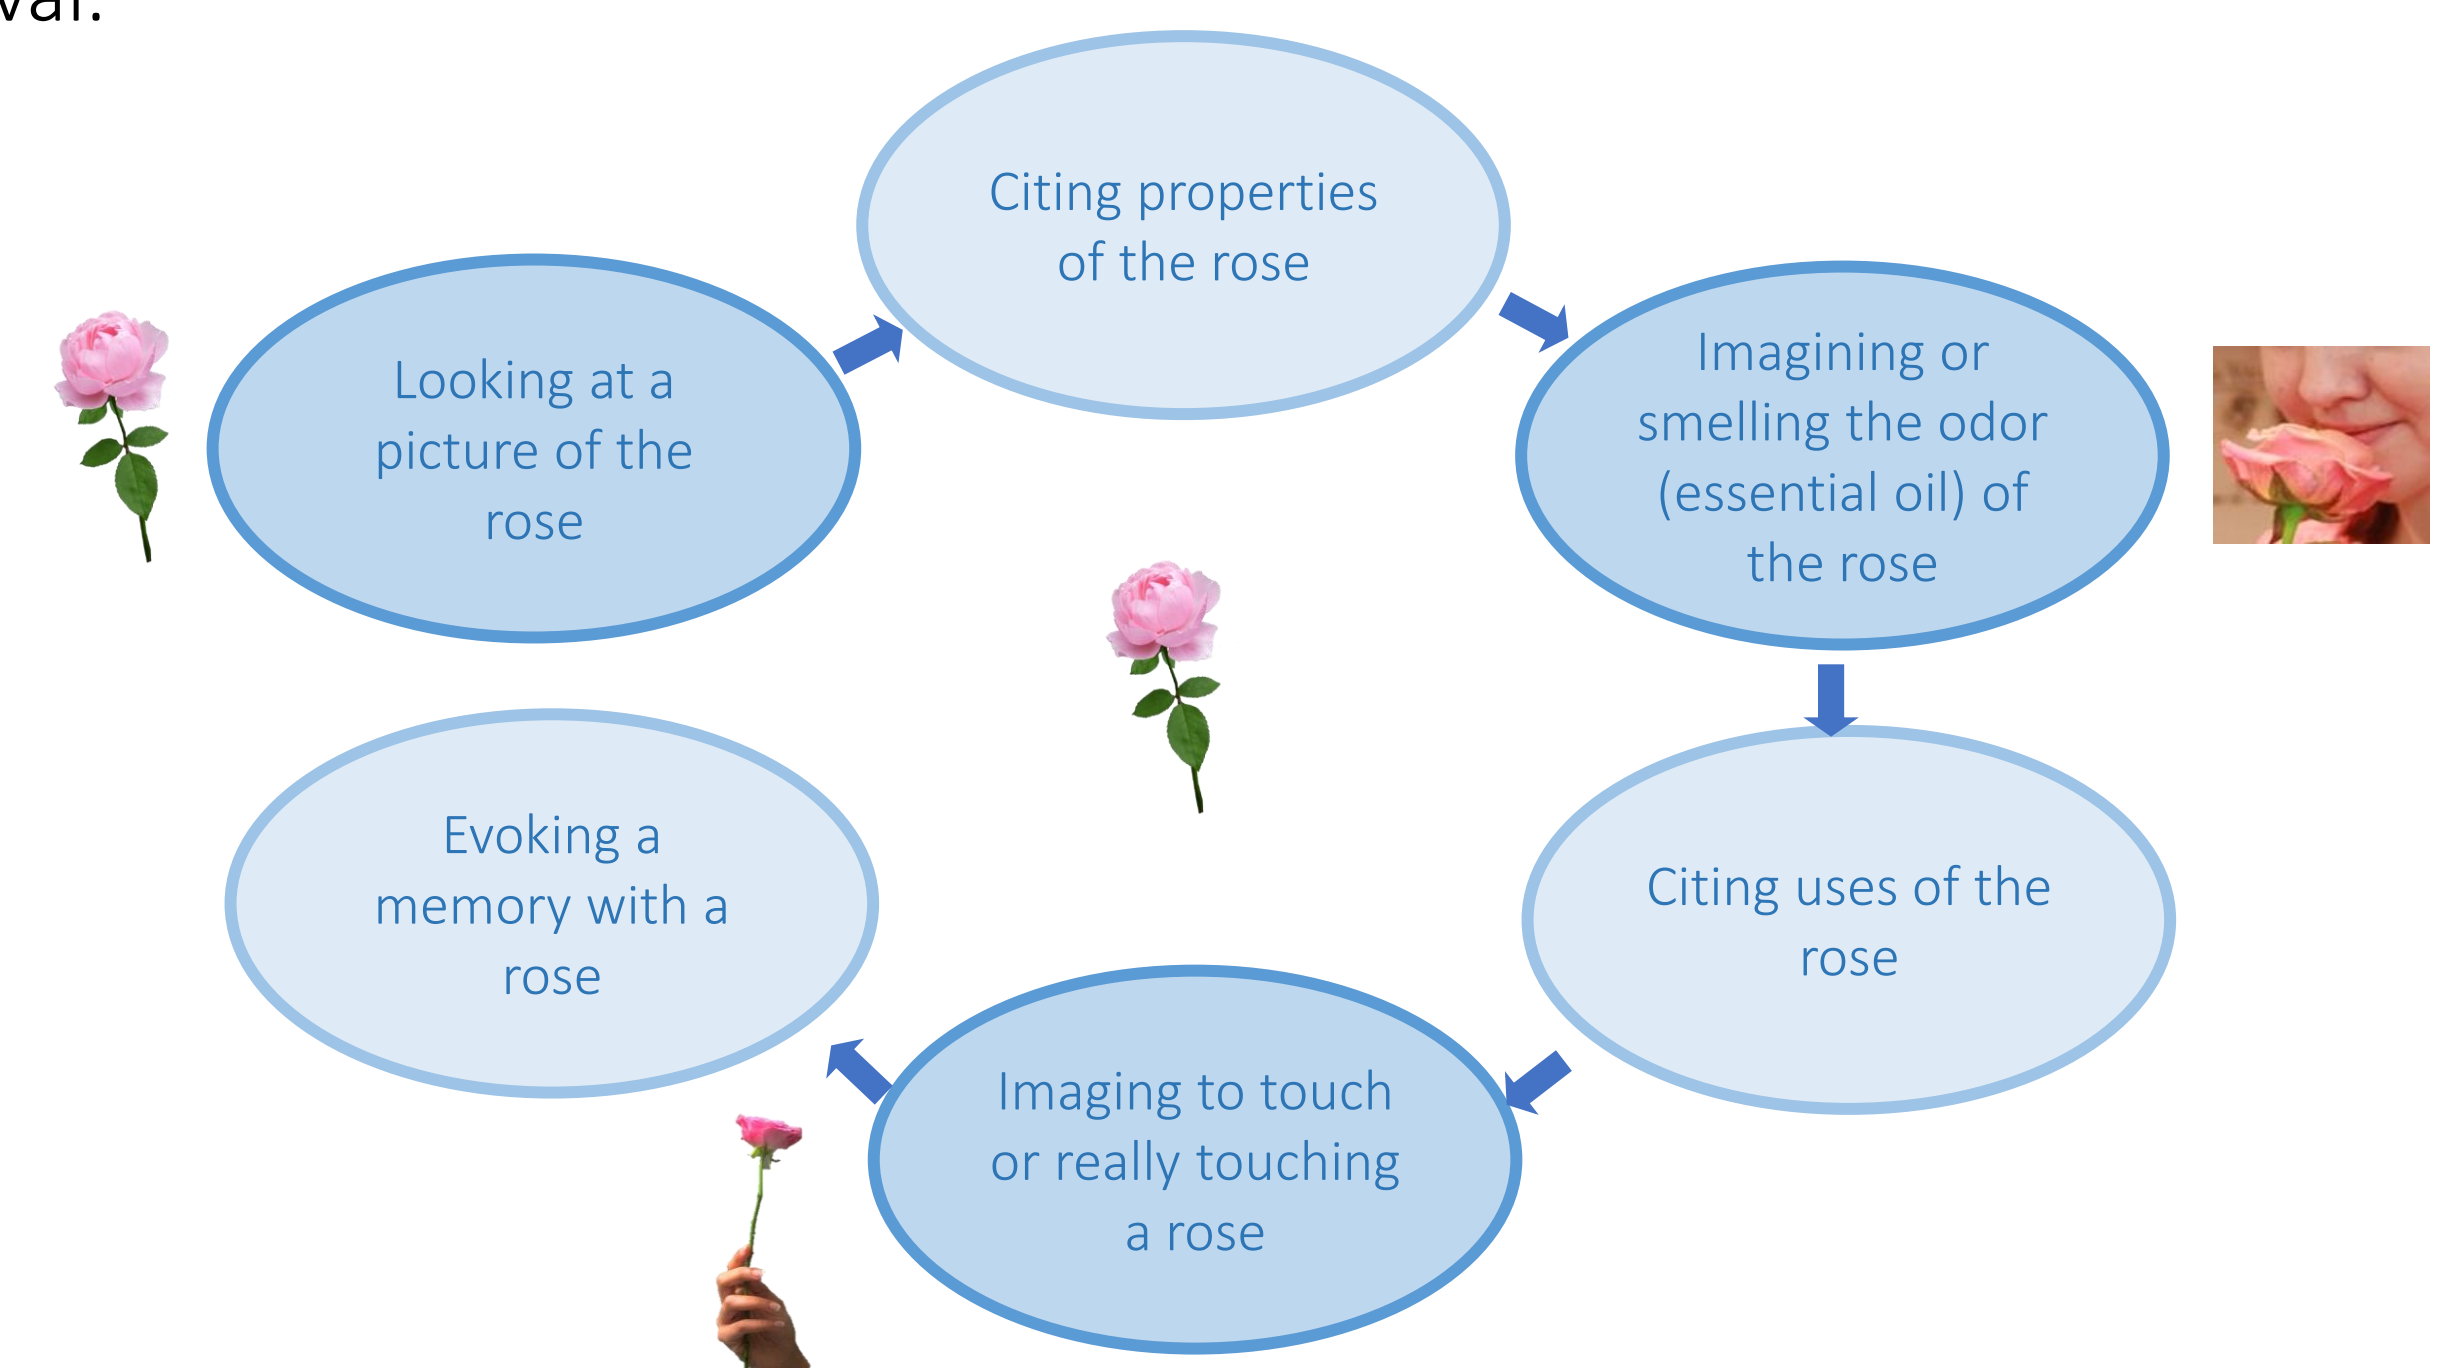 Citing properties
of the rose
Looking at a
picture of the
rose
Imagining or
smelling the odor
(essential oil) of
the rose
Evoking a
memory with a
rose
Citing uses of the
rose
Imaging to touch
or really touching
a rose